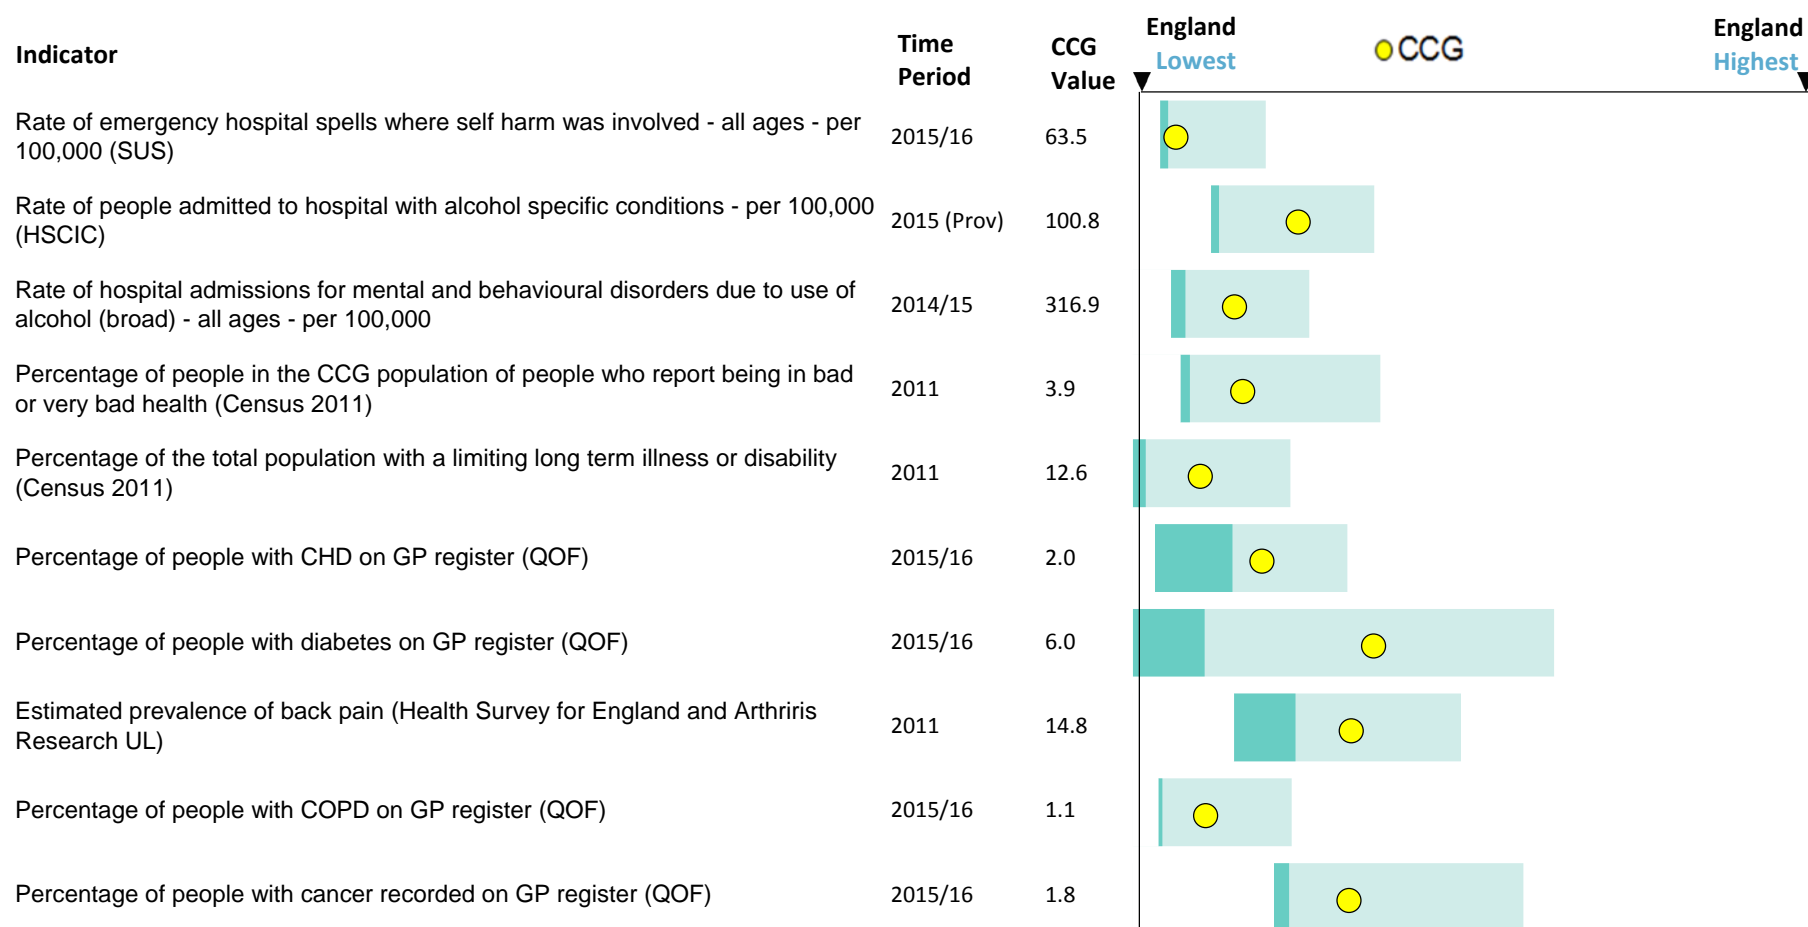 Indicator
Time
Period
CCG
Value
England
Lowest
CCG
England
Highest
Rate of emergency hospital spells where self harm was involved - all ages - per
100,000 (SUS)
2015/16
63.5
Rate of people admitted to hospital with alcohol specific conditions - per 100,000
(HSCIC)
2015 (Prov)
100.8
Rate of hospital admissions for mental and behavioural disorders due to use of
alcohol (broad) - all ages - per 100,000
2014/15
316.9
Percentage of people in the CCG population of people who report being in bad
or very bad health (Census 2011)
2011
3.9
Percentage of the total population with a limiting long term illness or disability
(Census 2011)
2011
12.6
Percentage of people with CHD on GP register (QOF)
2015/16
2.0
Percentage of people with diabetes on GP register (QOF)
2015/16
6.0
Estimated prevalence of back pain (Health Survey for England and Arthriris
Research UL)
2011
14.8
Percentage of people with COPD on GP register (QOF)
2015/16
1.1
Percentage of people with cancer recorded on GP register (QOF)
2015/16
1.8